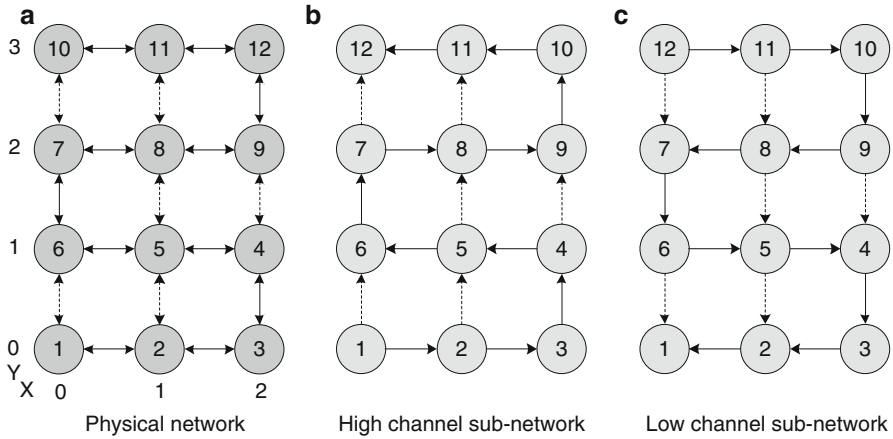 a b c
3 10 11 12 12 11 10 12 11 10
2 7 8 9 7 8 9 7 8 9
1 6 5 4 6 5 4 6 5 4
0 1 2 3 1 2 3 1 2 3
Y
X 0 1 2
Physical network High channel sub-network Low channel sub-network